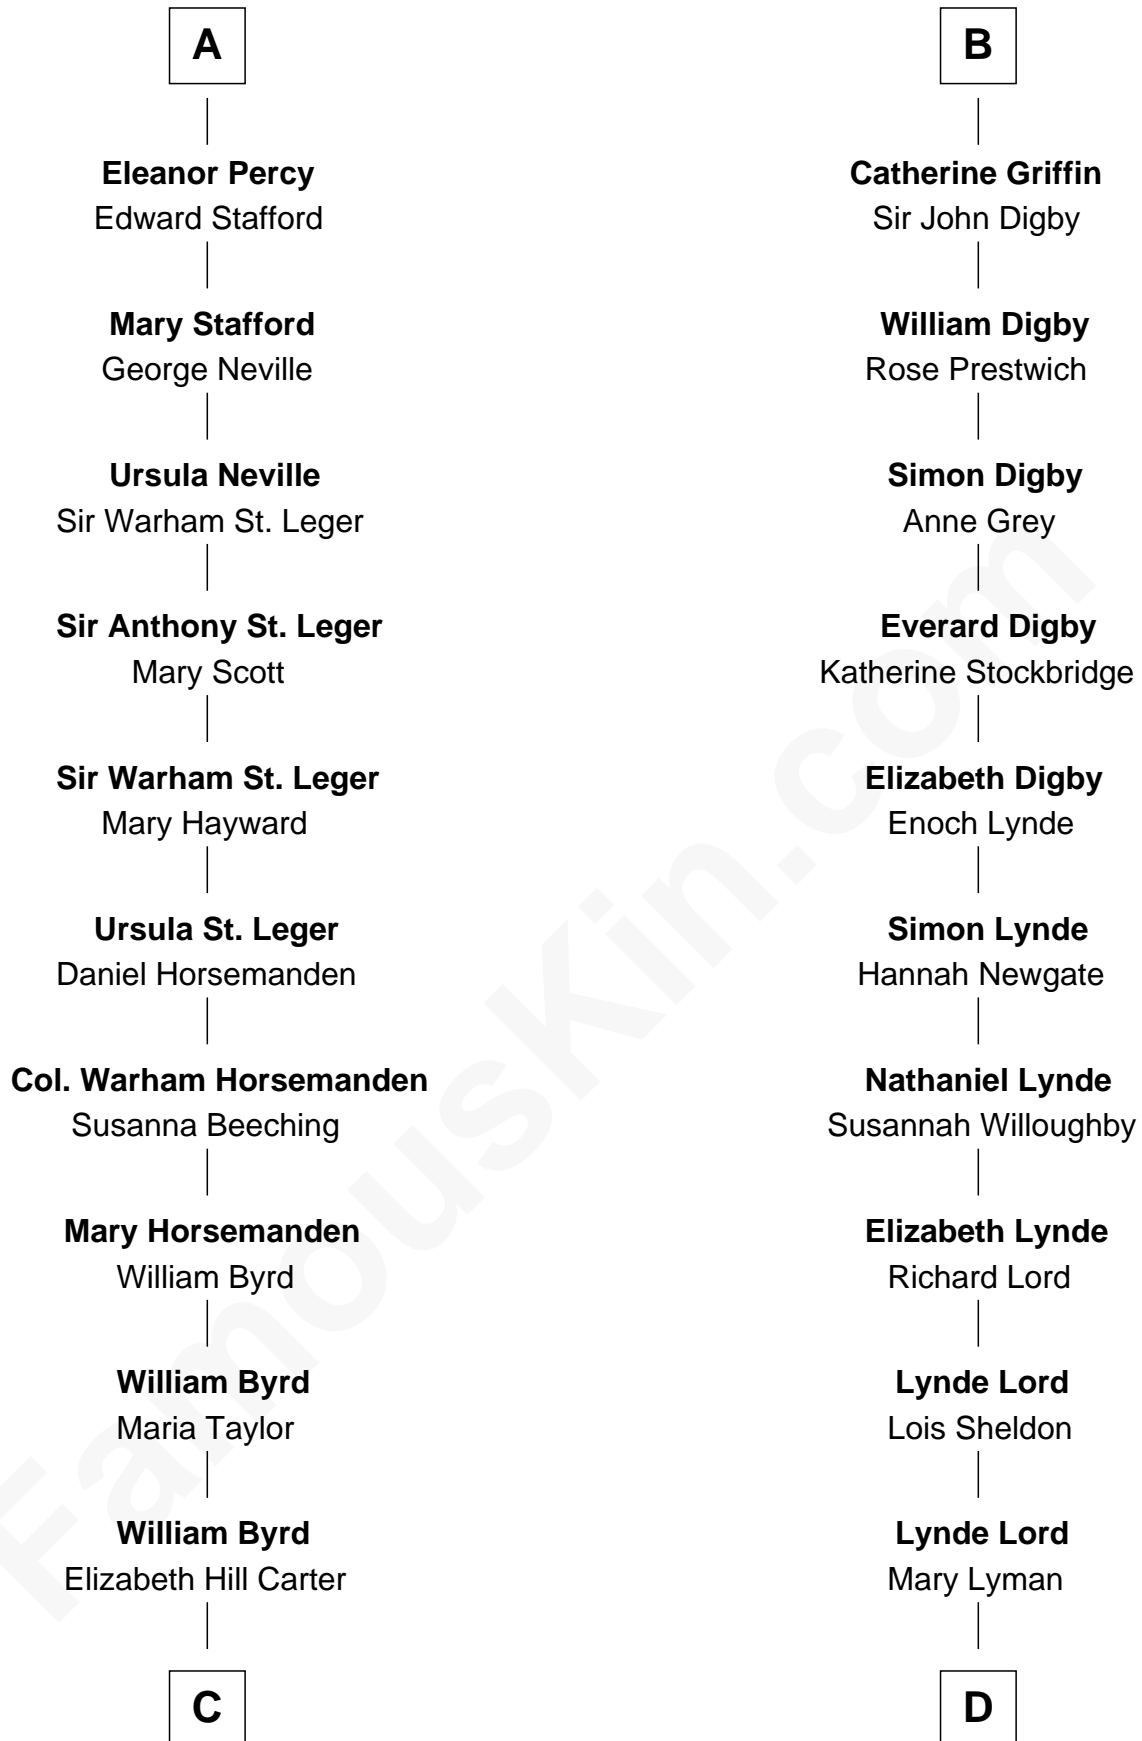 A
Eleanor Percy
Edward Stafford
Mary Stafford
George Neville
Ursula Neville
Sir Warham St. Leger
Sir Anthony St. Leger
Mary Scott
Sir Warham St. Leger
Mary Hayward
Ursula St. Leger
Daniel Horsemanden
Col. Warham Horsemanden
Susanna Beeching
Mary Horsemanden
William Byrd
William Byrd
Maria Taylor
William Byrd
Elizabeth Hill Carter
C
B
Catherine Griffin
Sir John Digby
William Digby
Rose Prestwich
Simon Digby
Anne Grey
Everard Digby
Katherine Stockbridge
Elizabeth Digby
Enoch Lynde
Simon Lynde
Hannah Newgate
Nathaniel Lynde
Susannah Willoughby
Elizabeth Lynde
Richard Lord
Lynde Lord
Lois Sheldon
Lynde Lord
Mary Lyman
D
FamousKin.com